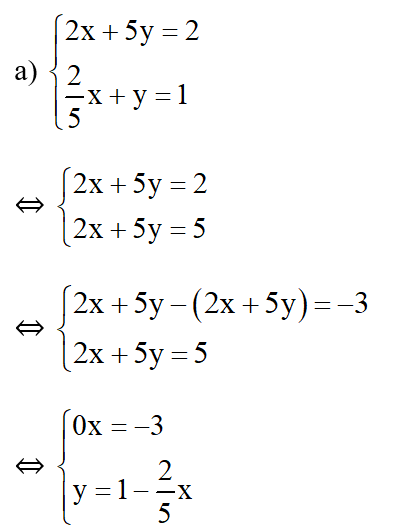 a) { 2x + 5y = 2
2/5 x + y = 1
⇔ { 2x + 5y = 2
2x + 5y = 5
⇔ { 2x + 5y – (2x + 5y) = –3
2x + 5y = 5
⇔ { 0x = –3
y = 1 – 2/5 x